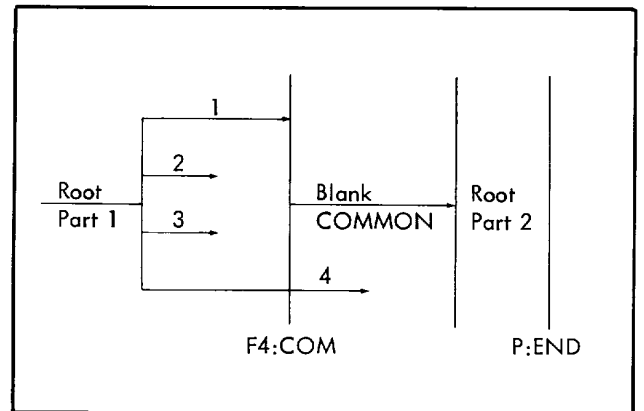 1
2
Root
Part 1
3
Blank
COMMON
Root
Part 2
4
F4:COM
P:END